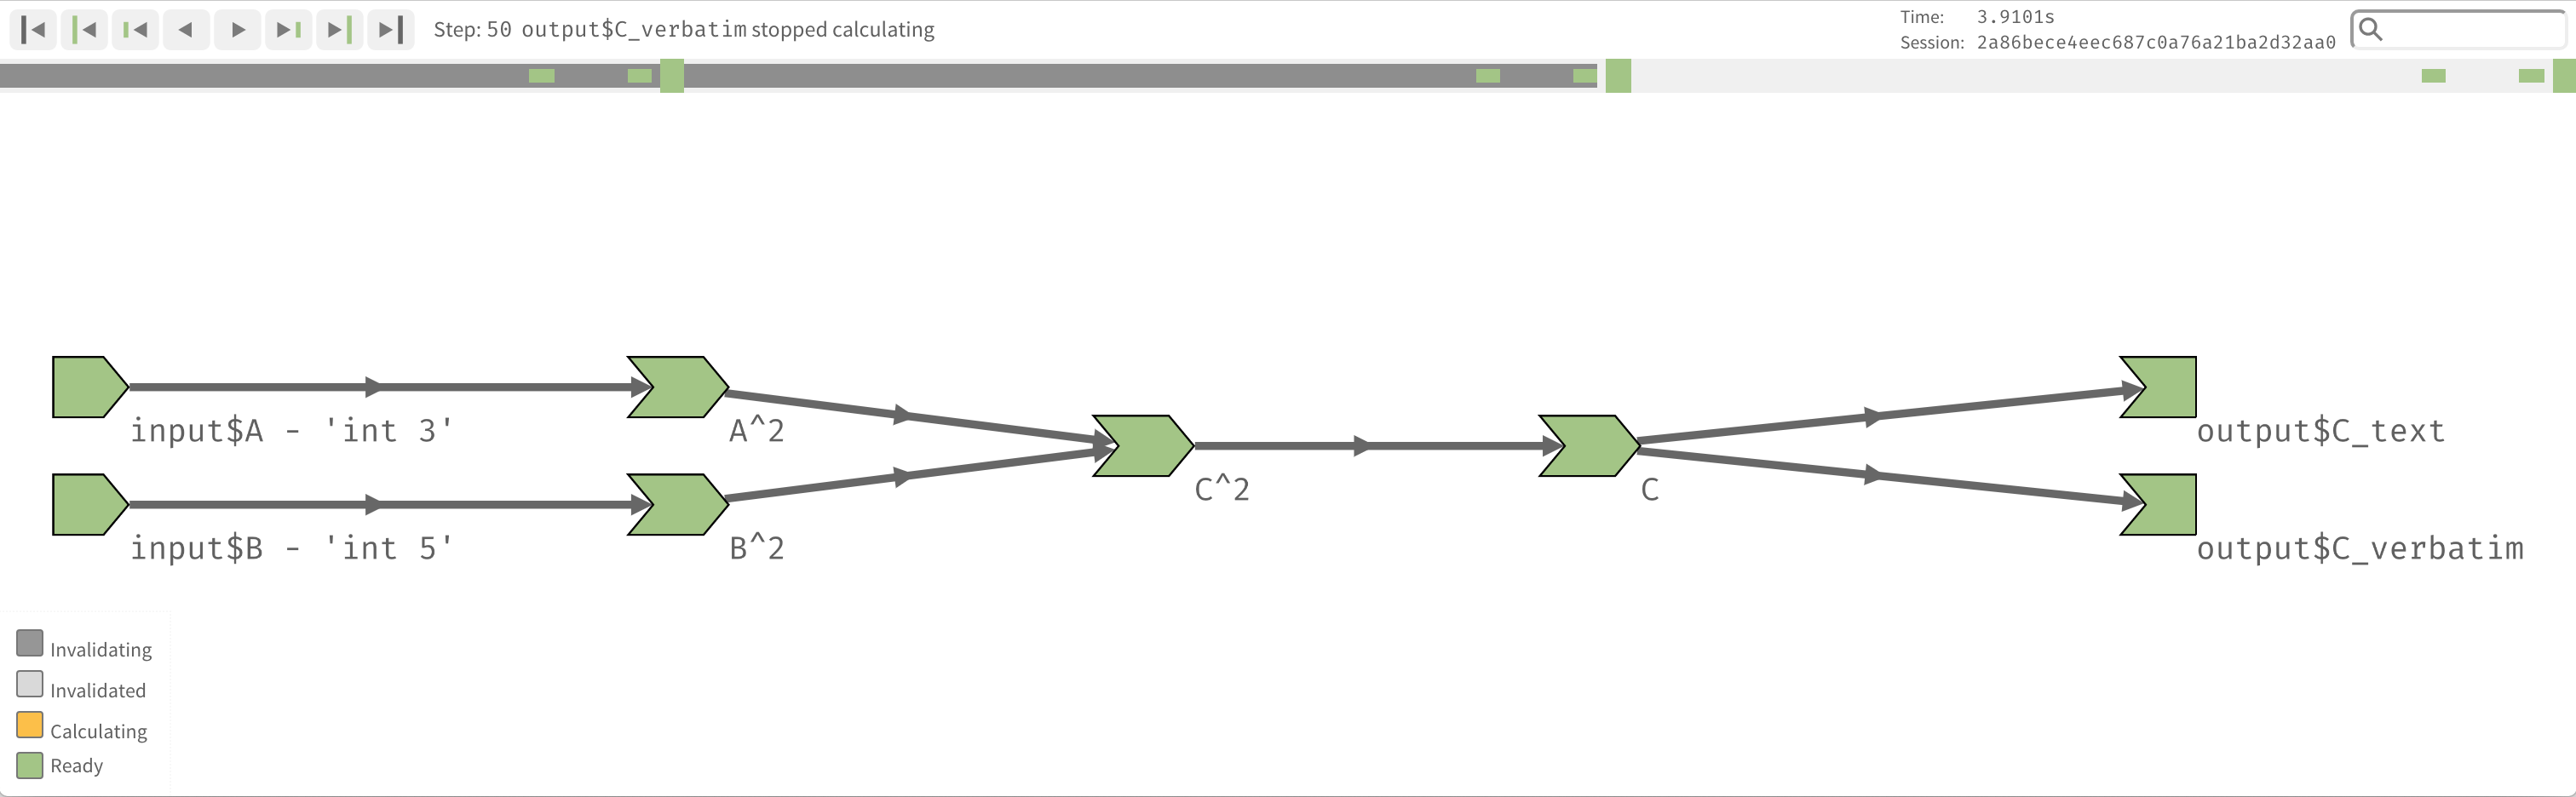 Step: 50 output$C_verbatim stopped calculating
Time: 3.9101s
Session: 2a86bece4eec687c0a76a21ba2d32aa0
input$A - 'int 3'
A^2
output$C_text
C^2
C
input$B - 'int 5'
B^2
output$C_verbatim
Invalidating
Invalidated
Calculating
Ready